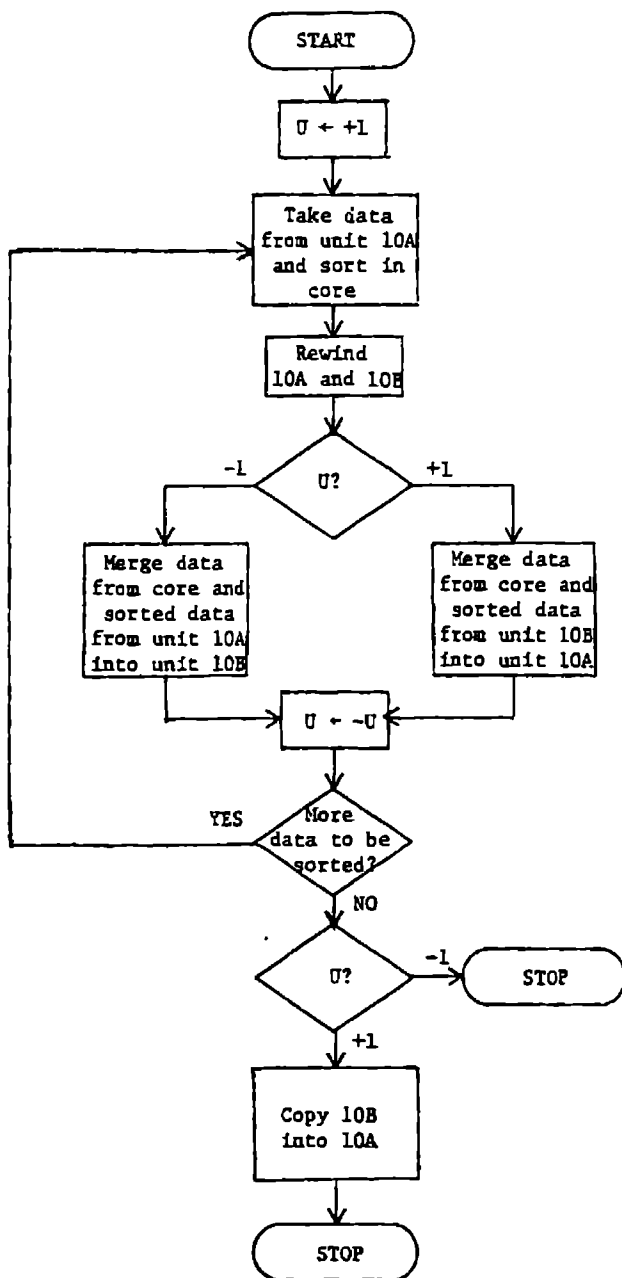 START
U ← +1
Take data
from unit 10A
and sort in
core
Rewind
10A and 10B
U?
-1
+1
Merge data
from core and
sorted data
from unit 10A
into unit 10B
Merge data
from core and
sorted data
from unit 10B
into unit 10A
U ← -U
More
data to be
sorted?
YES
NO
U?
-1
STOP
+1
Copy 10B
into 10A
STOP